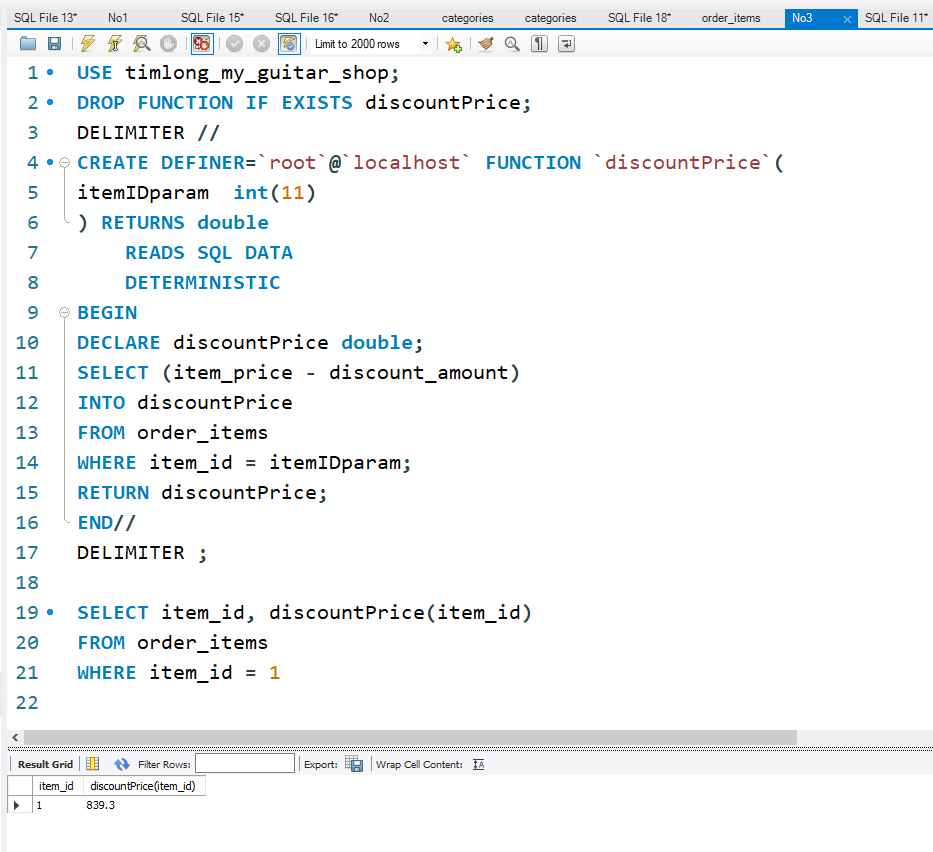 SQL File 13* No1 SQL File 15* SQL File 16* No2 categories categories SQL File 18* order_items No3 SQL File 11*
Limit to 2000 rows
1 USE timlong_my_guitar_shop;
2 DROP FUNCTION IF EXISTS discountPrice;
3 DELIMITER //
4 CREATE DEFINER=`root`@`localhost` FUNCTION `discountPrice`(
5 itemIDparam  int(11)
6 ) RETURNS double
7     READS SQL DATA
8     DETERMINISTIC
9 BEGIN
10 DECLARE discountPrice double;
11 SELECT (item_price - discount_amount)
12 INTO discountPrice
13 FROM order_items
14 WHERE item_id = itemIDparam;
15 RETURN discountPrice;
16 END//
17 DELIMITER ;
18
19 SELECT item_id, discountPrice(item_id)
20 FROM order_items
21 WHERE item_id = 1
22
Result Grid Filter Rows: Export: Wrap Cell Content:
item_id discountPrice(item_id)
1 839.3